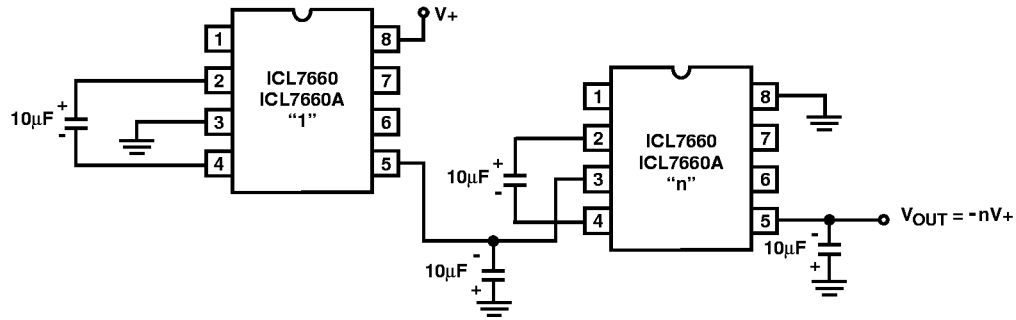 V+
1
8
2
ICL7660
7
ICL7660A
10μF
+
-
3
"1"
6
4
5
1
8
2
ICL7660
7
ICL7660A
10μF
+
-
3
"n"
6
4
5
VOUT = -nV+
10μF
-
+
10μF
-
+